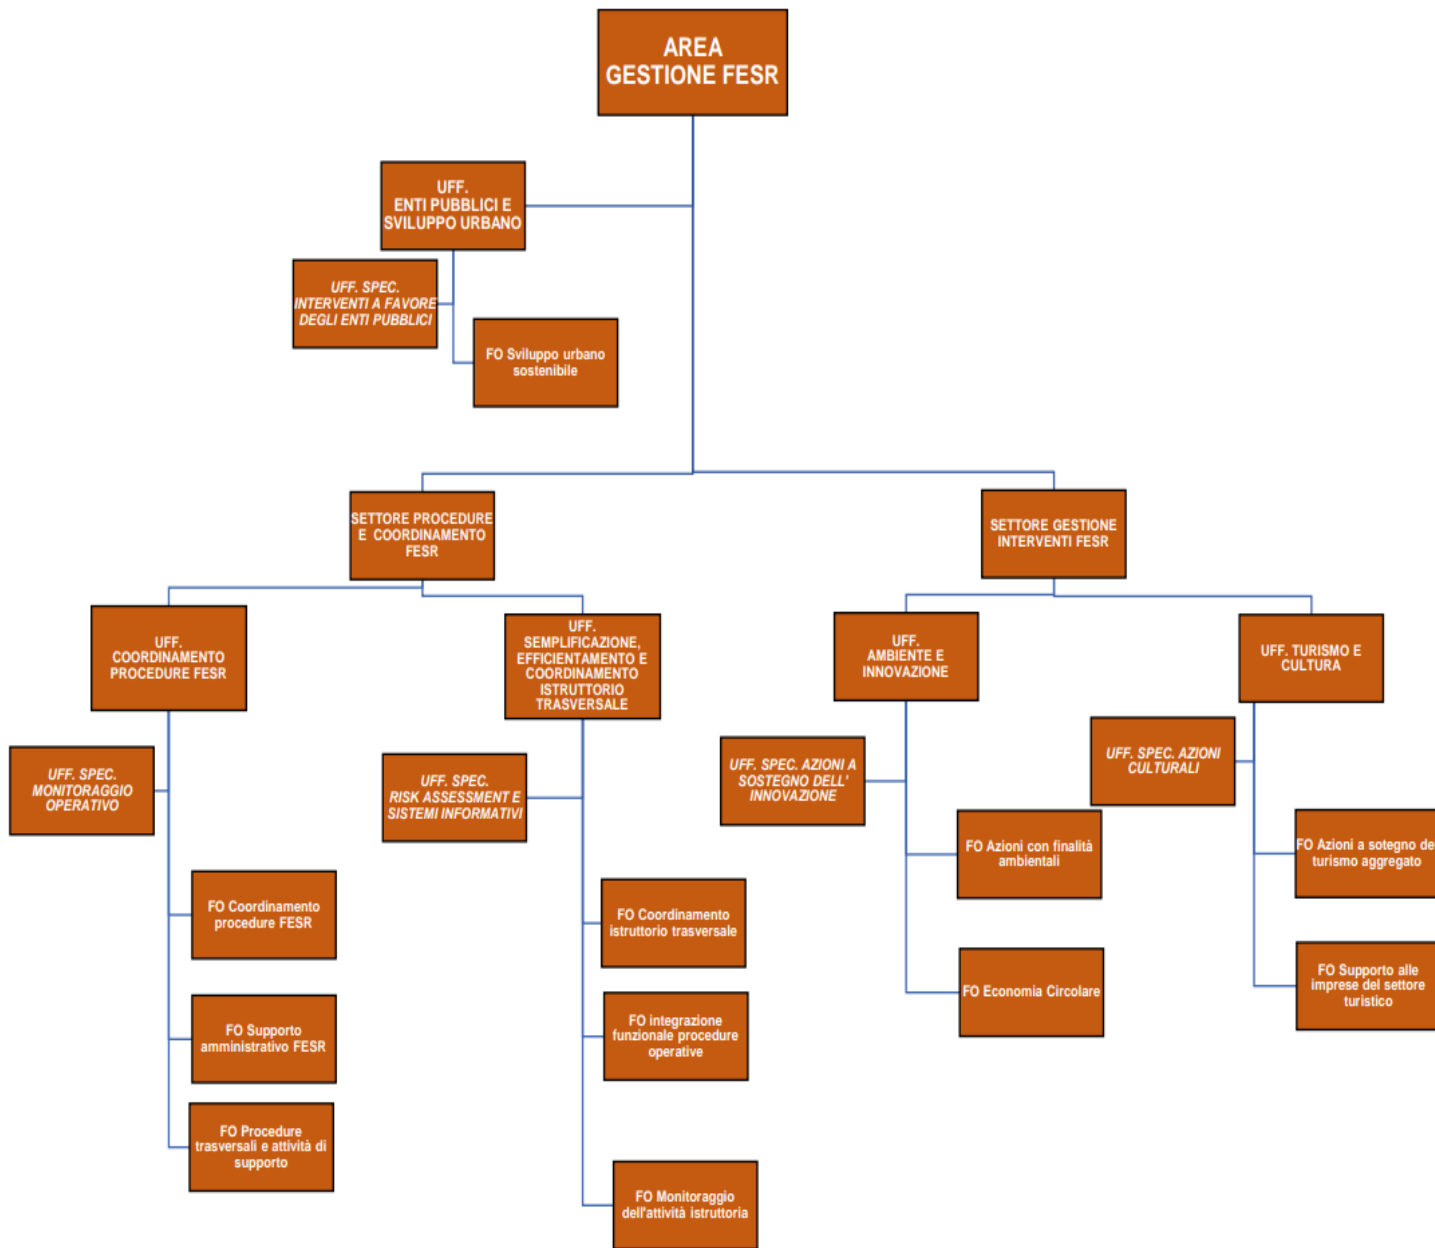 AREA
GESTIONE FESR
UFF.
ENTI PUBBLICI E
SVILUPPO URBANO
UFF. SPEC.
INTERVENTI A FAVORE
DEGLI ENTI PUBBLICI
FO Sviluppo urbano
sostenibile
SETTORE PROCEDURE
E COORDINAMENTO
FESR
SETTORE GESTIONE
INTERVENTI FESR
UFF.
COORDINAMENTO
PROCEDURE FESR
UFF.
SEMPLIFICAZIONE,
EFFICIENTAMENTO E
COORDINAMENTO
ISTRUTTORIO
TRASVERSALE
UFF.
AMBIENTE E
INNOVAZIONE
UFF. TURISMO E
CULTURA
UFF. SPEC.
MONITORAGGIO
OPERATIVO
UFF. SPEC.
RISK ASSESSMENT E
SISTEMI INFORMATIVI
UFF. SPEC. AZIONI A
SOSTEGNO DELL'
INNOVAZIONE
UFF. SPEC. AZIONI
CULTURALI
FO Coordinamento
procedure FESR
FO Coordinamento
istruttorio trasversale
FO Azioni con finalità
ambientali
FO Azioni a sotegno de
turismo aggregato
FO Supporto
amministrativo FESR
FO integrazione
funzionale procedure
operative
FO Economia Circolare
FO Supporto alle
imprese del settore
turistico
FO Procedure
trasversali e attività di
supporto
FO Monitoraggio
dell'attività istruttoria